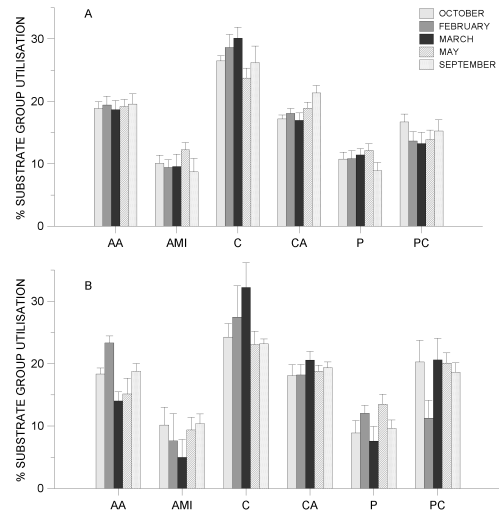 A
OCTOBER
FEBRUARY
MARCH
MAY
SEPTEMBER
% SUBSTRATE GROUP UTILISATION
30
20
10
0
AA AMI C CA P PC
B
% SUBSTRATE GROUP UTILISATION
30
20
10
0
AA AMI C CA P PC